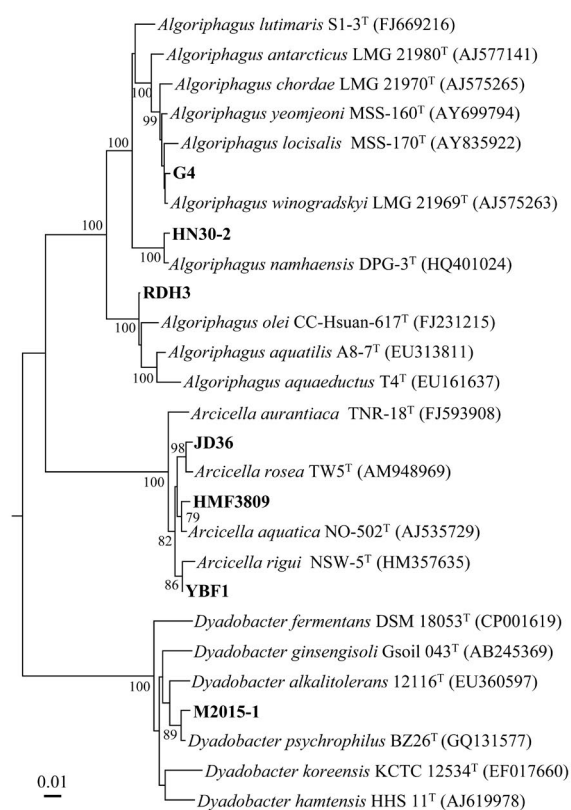 Algoriphagus lutimaris S1-3ᵀ (FJ669216)
Algoriphagus antarcticus LMG 21980ᵀ (AJ577141)
100
Algoriphagus chordae LMG 21970ᵀ (AJ575265)
99
Algoriphagus yeomjeoni MSS-160ᵀ (AY699794)
100
Algoriphagus locisalis MSS-170ᵀ (AY835922)
G4
Algoriphagus winogradskyi LMG 21969ᵀ (AJ575263)
100
HN30-2
100
Algoriphagus namhaensis DPG-3ᵀ (HQ401024)
RDH3
100
Algoriphagus olei CC-Hsuan-617ᵀ (FJ231215)
Algoriphagus aquatilis A8-7ᵀ (EU313811)
100
Algoriphagus aquaeductus T4ᵀ (EU161637)
Arcicella aurantiaca TNR-18ᵀ (FJ593908)
98
JD36
Arcicella rosea TW5ᵀ (AM948969)
100
HMF3809
79
Arcicella aquatica NO-502ᵀ (AJ535729)
82
Arcicella rigui NSW-5ᵀ (HM357635)
86
YBF1
Dyadobacter fermentans DSM 18053ᵀ (CP001619)
Dyadobacter ginsengisoli Gsoil 043ᵀ (AB245369)
Dyadobacter alkalitolerans 12116ᵀ (EU360597)
100
M2015-1
89
Dyadobacter psychrophilus BZ26ᵀ (GQ131577)
Dyadobacter koreensis KCTC 12534ᵀ (EF017660)
0.01
Dyadobacter hamtensis HHS 11ᵀ (AJ619978)